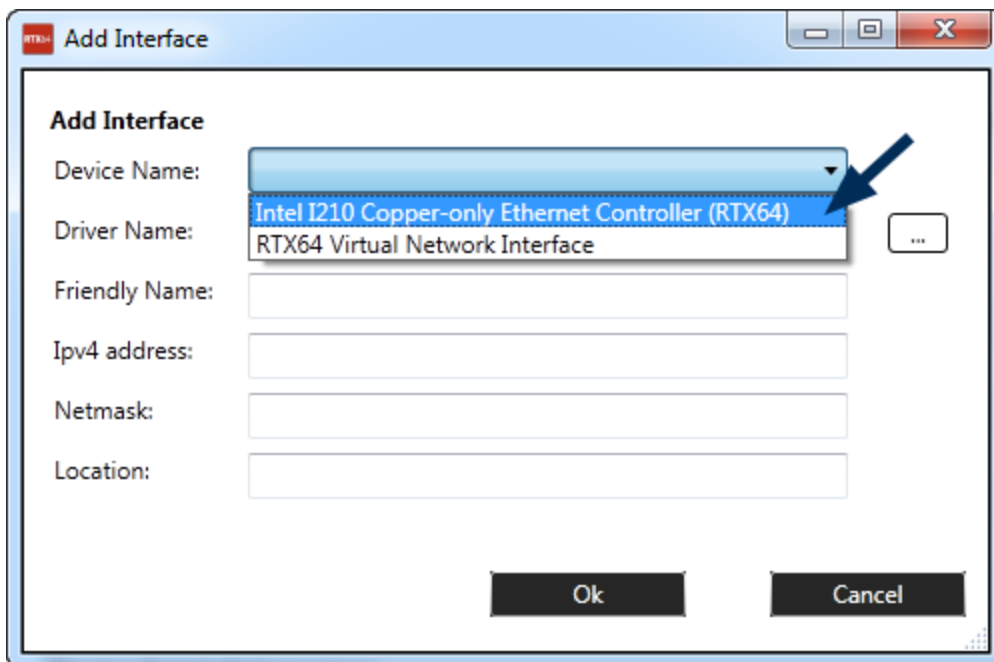 RTX64 Add Interface
Add Interface
Device Name:
Intel I210 Copper-only Ethernet Controller (RTX64)
RTX64 Virtual Network Interface
Driver Name:
...
Friendly Name:
Ipv4 address:
Netmask:
Location:
Ok Cancel